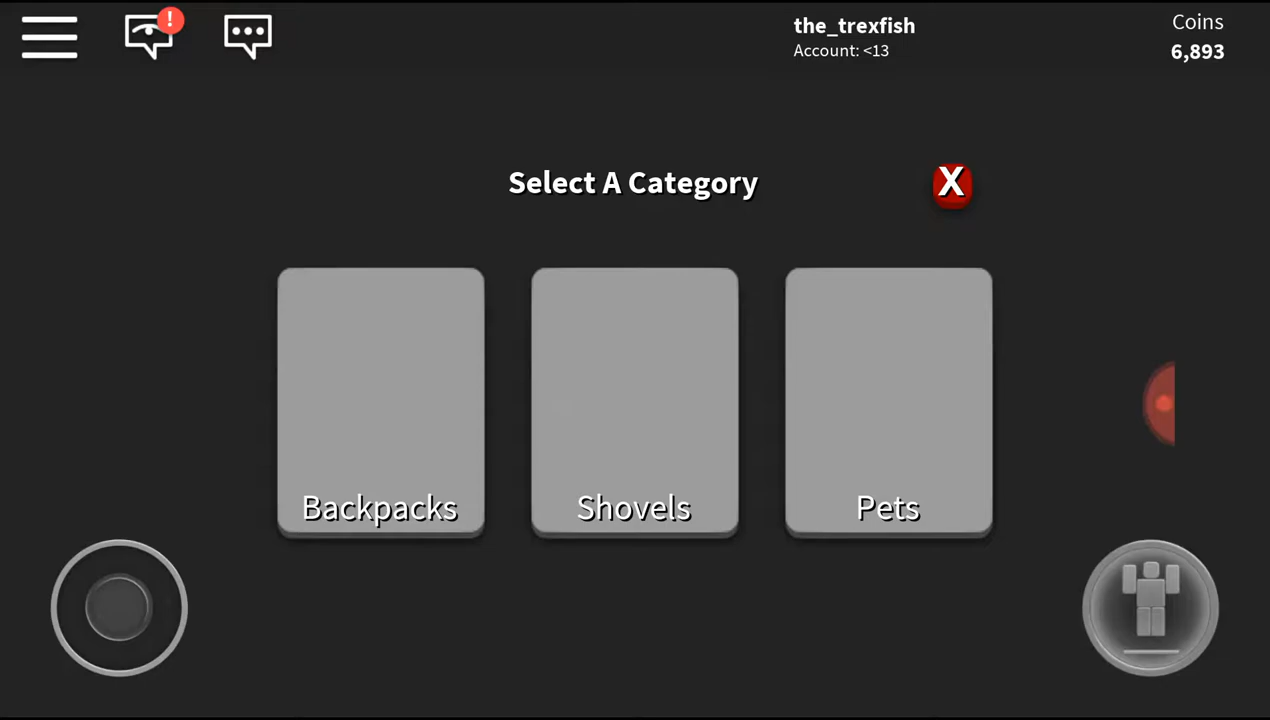 !
the_trexfish
Account: <13
Coins
6,893
Select A Category
X
Backpacks
Shovels
Pets